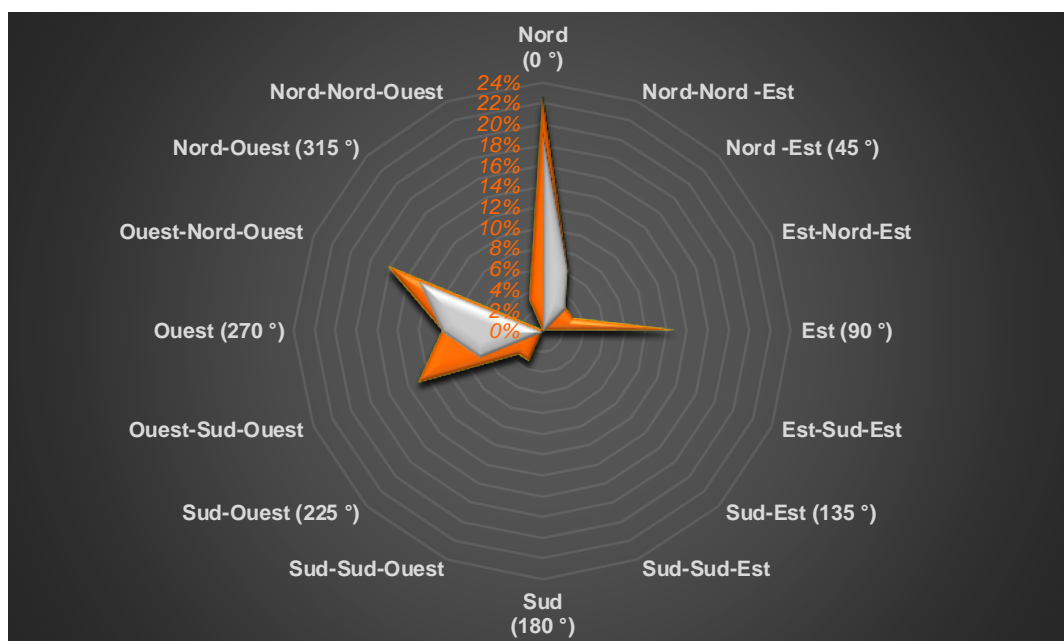 Nord
(0 °)
Nord-Nord-Ouest
Nord-Nord -Est
Nord-Ouest (315 °)
Nord -Est (45 °)
Ouest-Nord-Ouest
Est-Nord-Est
Ouest (270 °)
Est (90 °)
Ouest-Sud-Ouest
Est-Sud-Est
Sud-Ouest (225 °)
Sud-Est (135 °)
Sud-Sud-Ouest
Sud-Sud-Est
Sud
(180 °)
24%
22%
20%
18%
16%
14%
12%
10%
8%
6%
4%
2%
0%